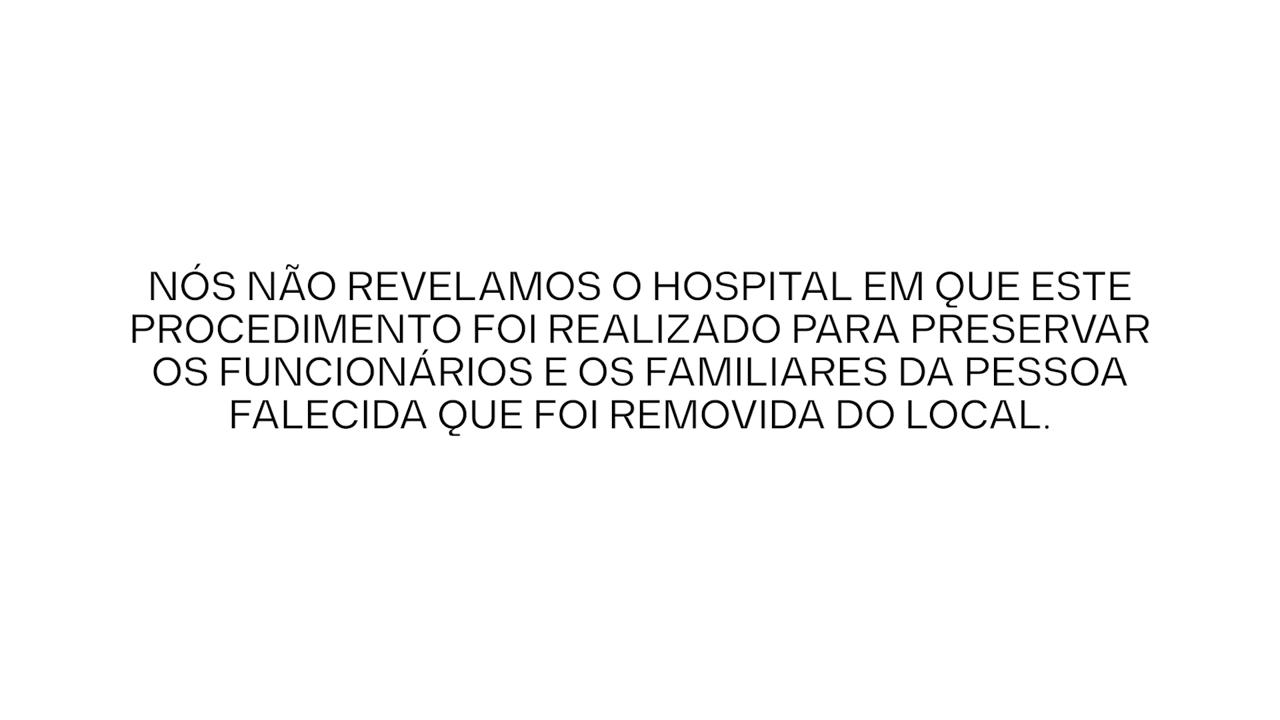 NÓS NÃO REVELAMOS O HOSPITAL EM QUE ESTE
PROCEDIMENTO FOI REALIZADO PARA PRESERVAR
OS FUNCIONÁRIOS E OS FAMILIARES DA PESSOA
FALECIDA QUE FOI REMOVIDA DO LOCAL.